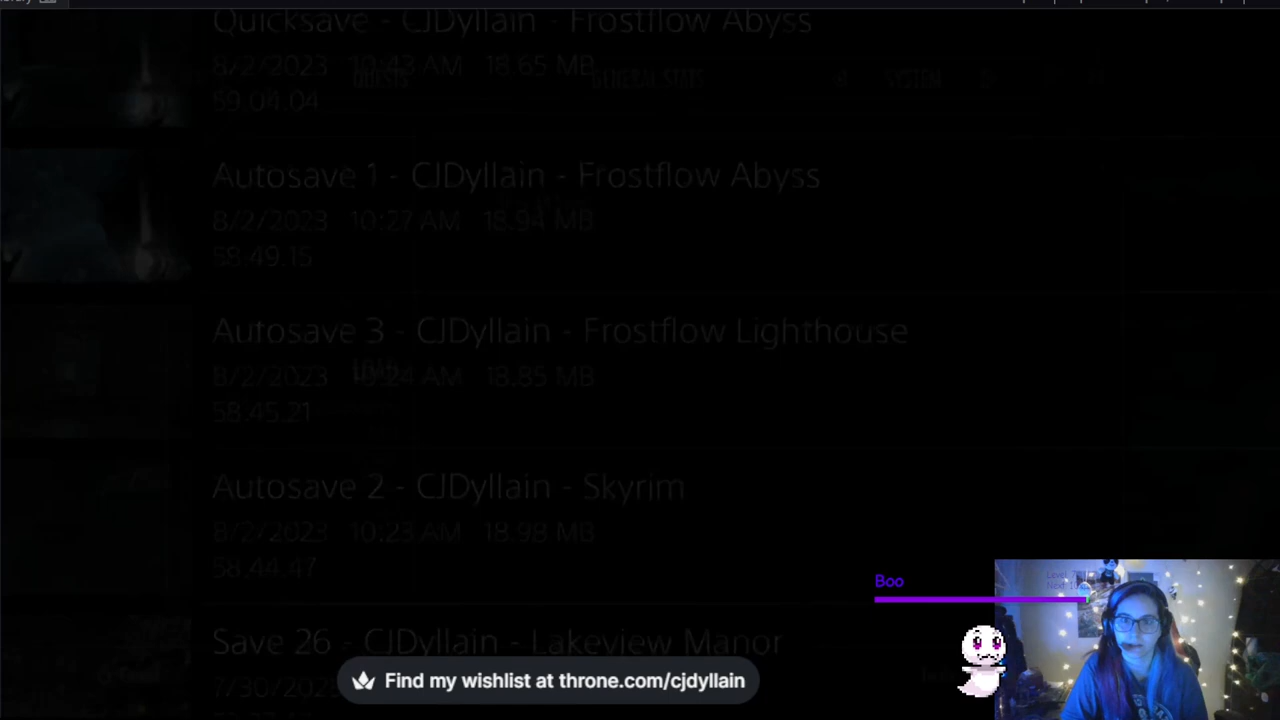 Quicksave - CJDyllain - Frostflow Abyss
8/2/2023 10:43 AM 18.65 MB
QUESTS GENERAL STATS SYSTEM
59.04.04
Autosave 1 - CJDyllain - Frostflow Abyss
8/2/2023 10:27 AM 18.94 MB
58.49.15
Autosave 3 - CJDyllain - Frostflow Lighthouse
8/2/2023 10:24 AM 18.85 MB
58.45.21
Autosave 2 - CJDyllain - Skyrim
8/2/2023 10:23 AM 18.98 MB
58.44.47
Boo
Save 26 - CJDyllain - Lakeview Manor
Find my wishlist at throne.com/cjdyllain